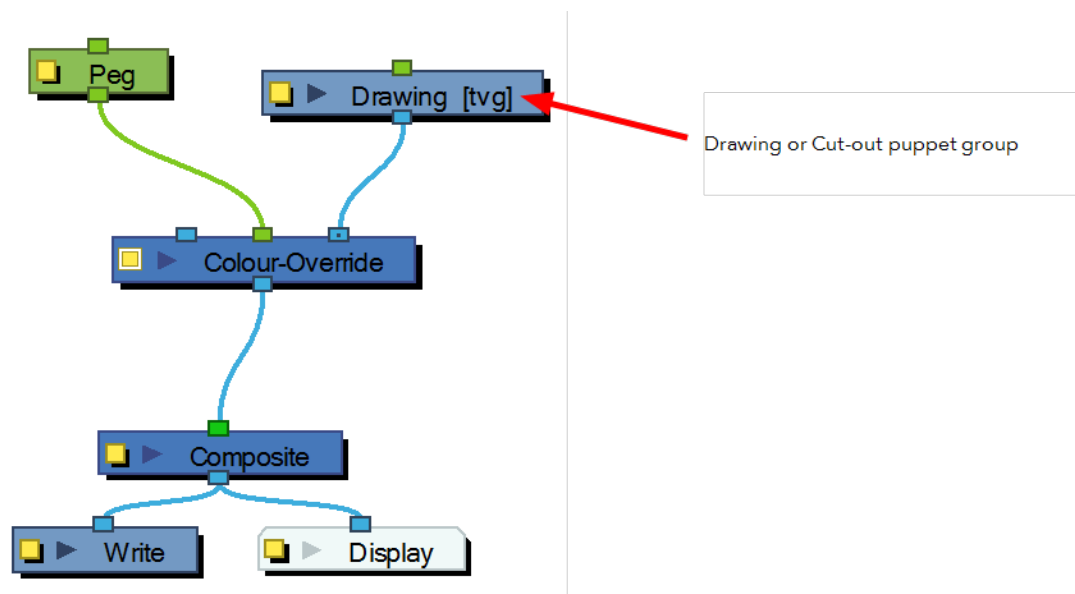 Peg
Drawing [tvg]
Drawing or Cut-out puppet group
Colour-Override
Composite
Write
Display